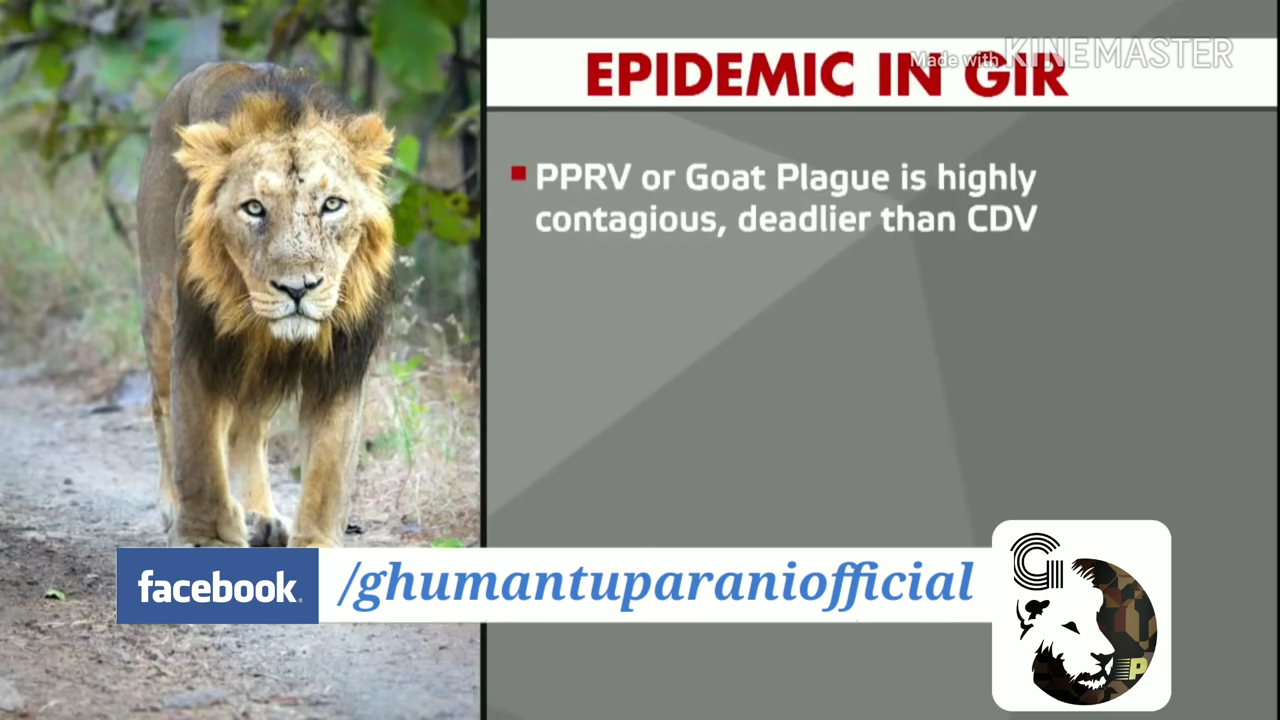 Made with KINEMASTER
EPIDEMIC IN GIR
PPRV or Goat Plague is highly
contagious, deadlier than CDV
facebook.
/ghumantuparaniofficial
G
P